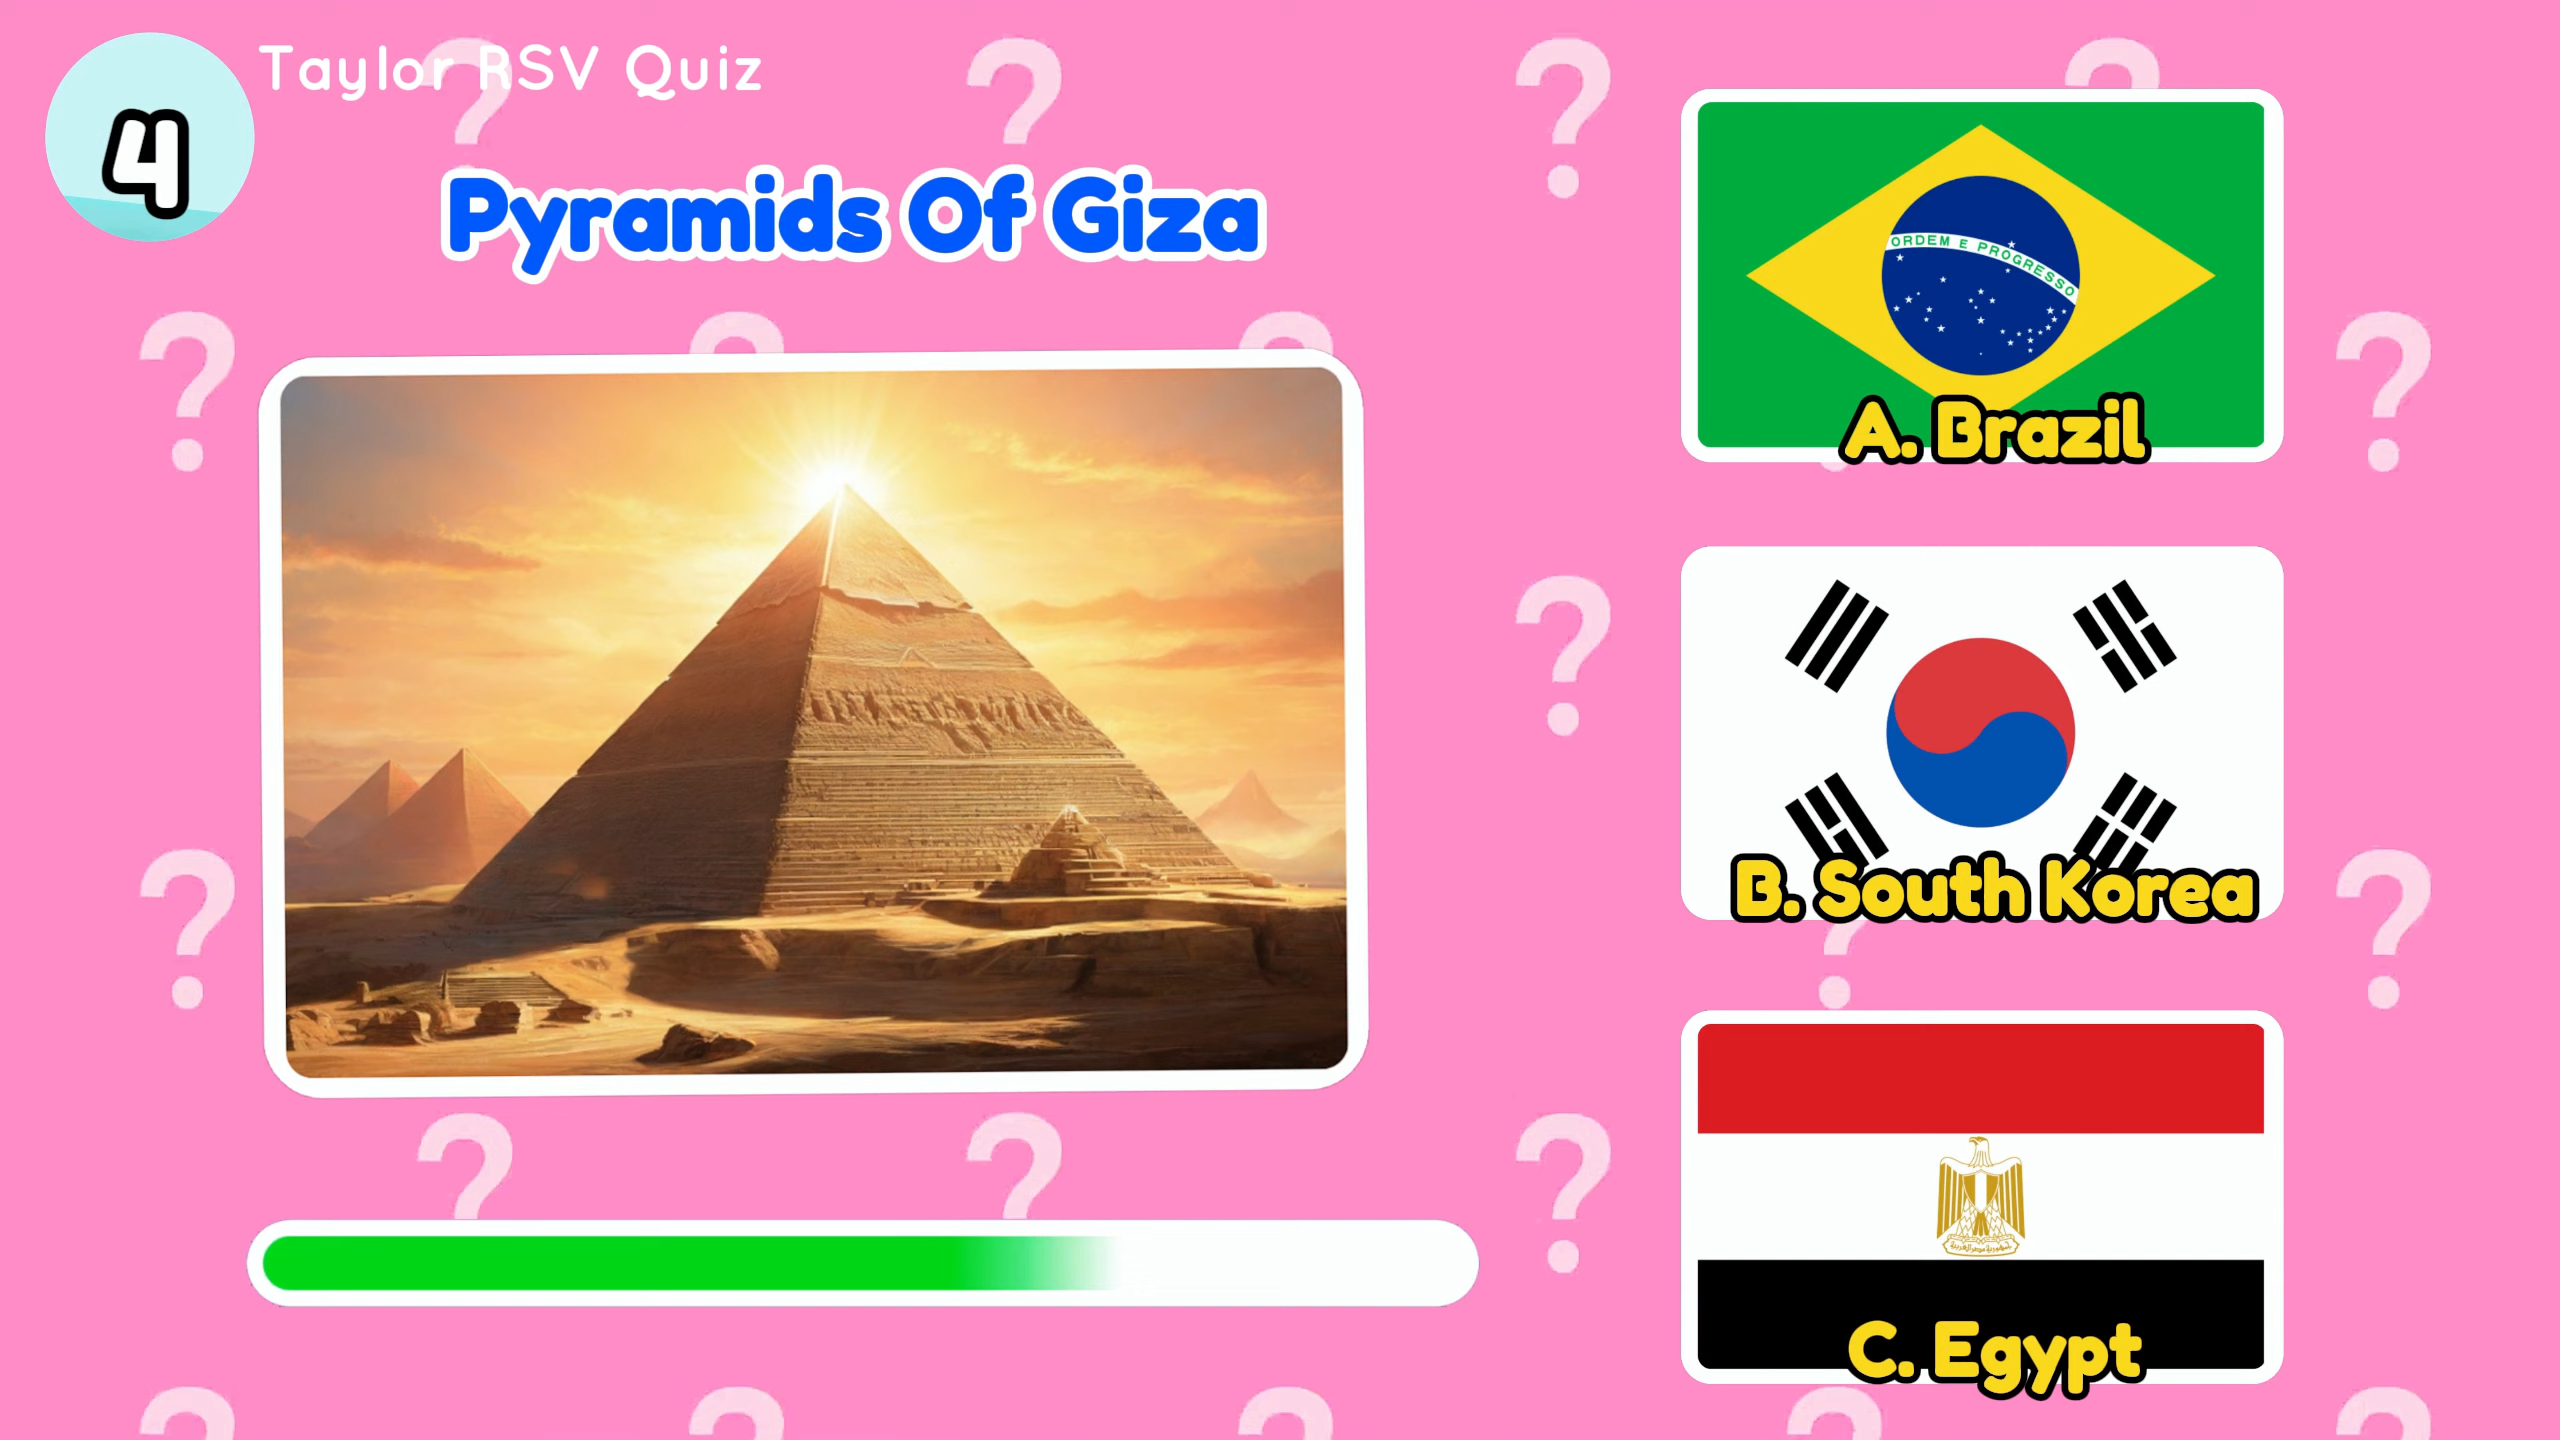 4
Taylor RSV Quiz
Pyramids Of Giza
ORDEM E PROGRESSO
A. Brazil
B. South Korea
C. Egypt